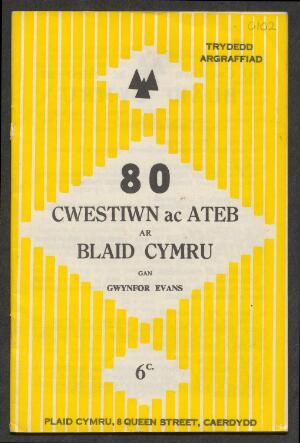 0102
TRYDEDD
ARGRAFFIAD
80
CWESTIWN ac ATEB
AR
BLAID CYMRU
GAN
GWYNFOR EVANS
6c.
PLAID CYMRU, 8 QUEEN STREET, CAERDYDD